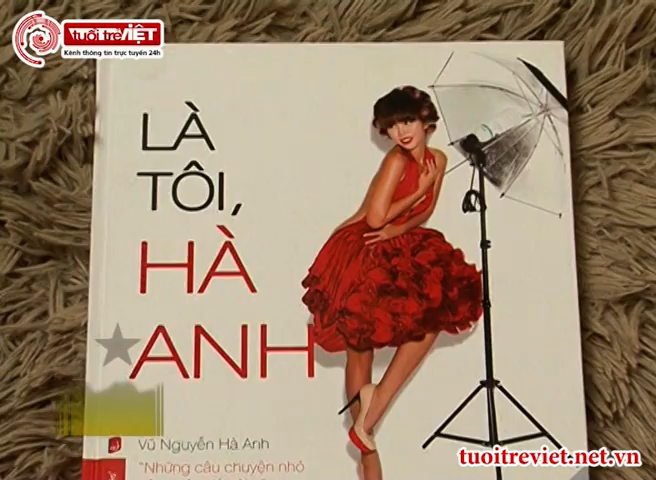 tuổi trẻ VIỆT
Kênh thông tin trực tuyến 24h
LÀ
TÔI,
HÀ
ANH
Vũ Nguyễn Hà Anh
"Những câu chuyện nhỏ
tuoitreviet.net.vn